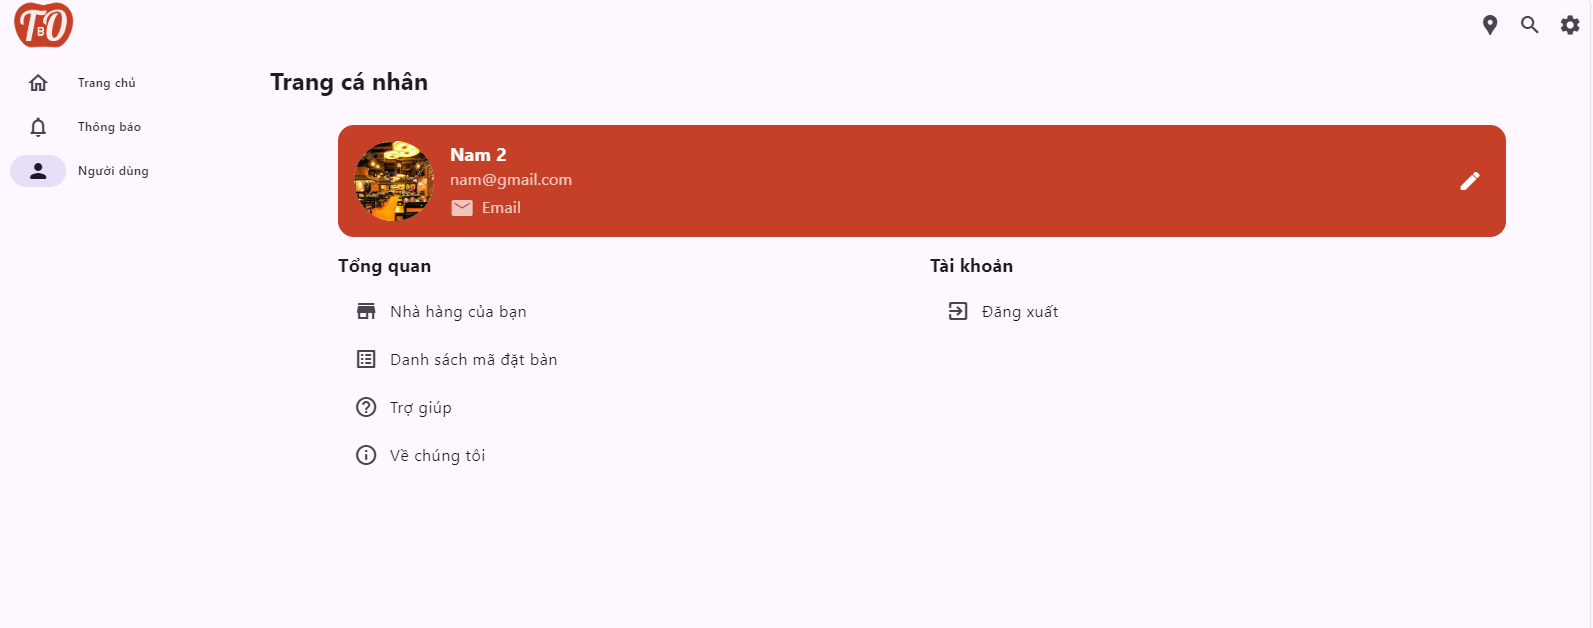 TBO
Trang chủ
Thông báo
Người dùng
Trang cá nhân
Nam 2
nam@gmail.com
Email
Tổng quan
Nhà hàng của bạn
Danh sách mã đặt bàn
Trợ giúp
Về chúng tôi
Tài khoản
Đăng xuất